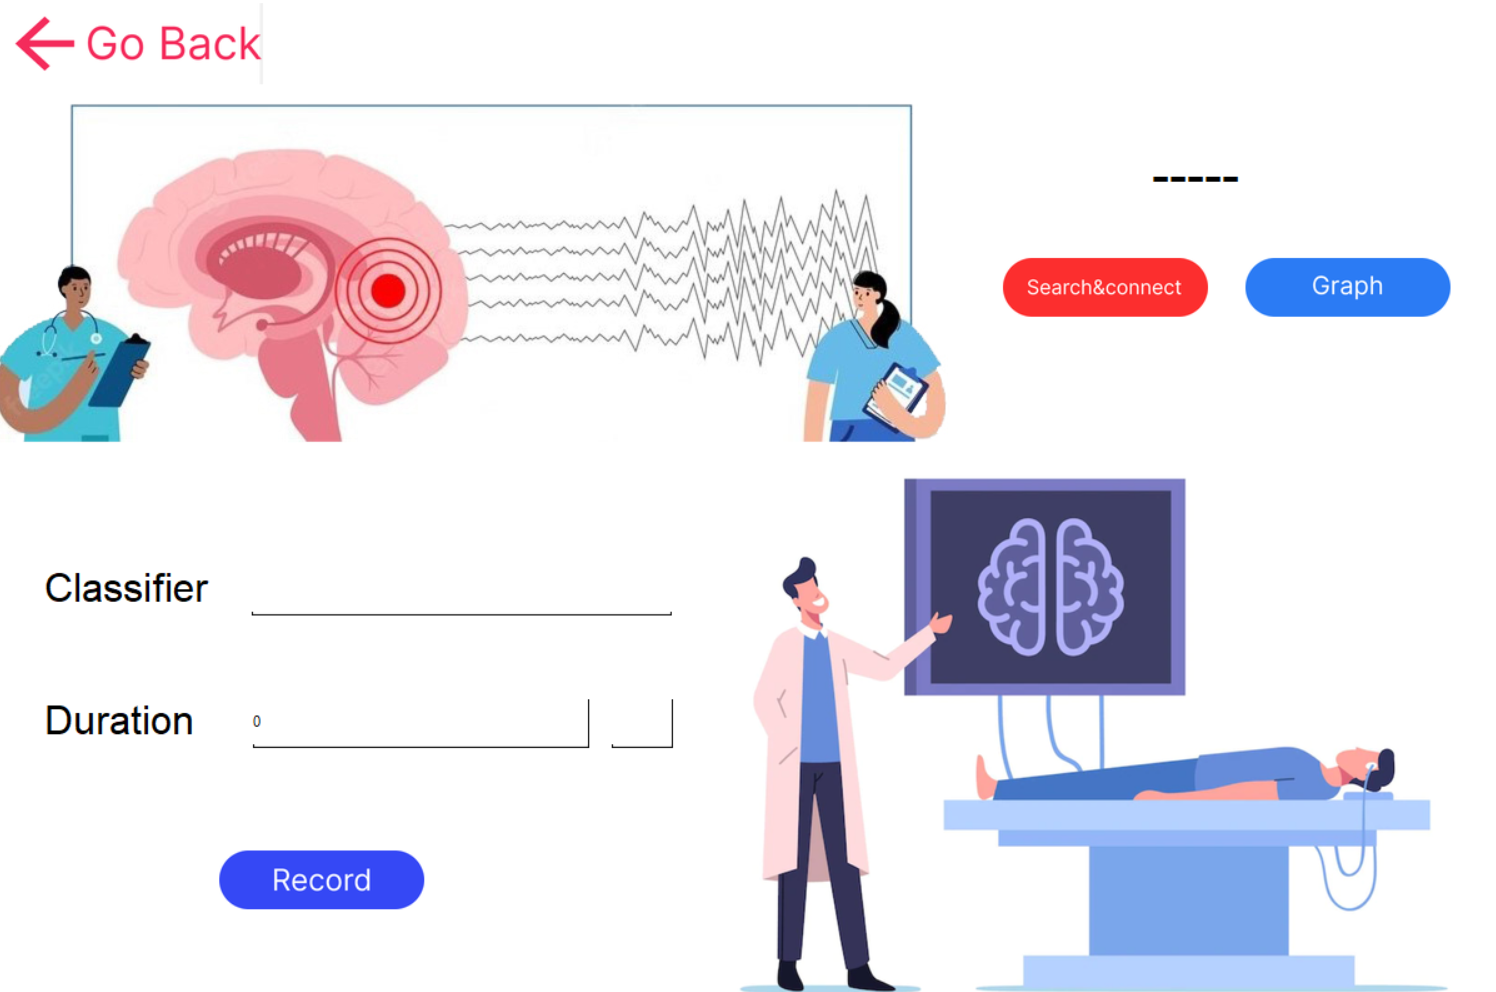 Go Back
-----
Search&connect
Graph
Classifier
Duration
0
Record